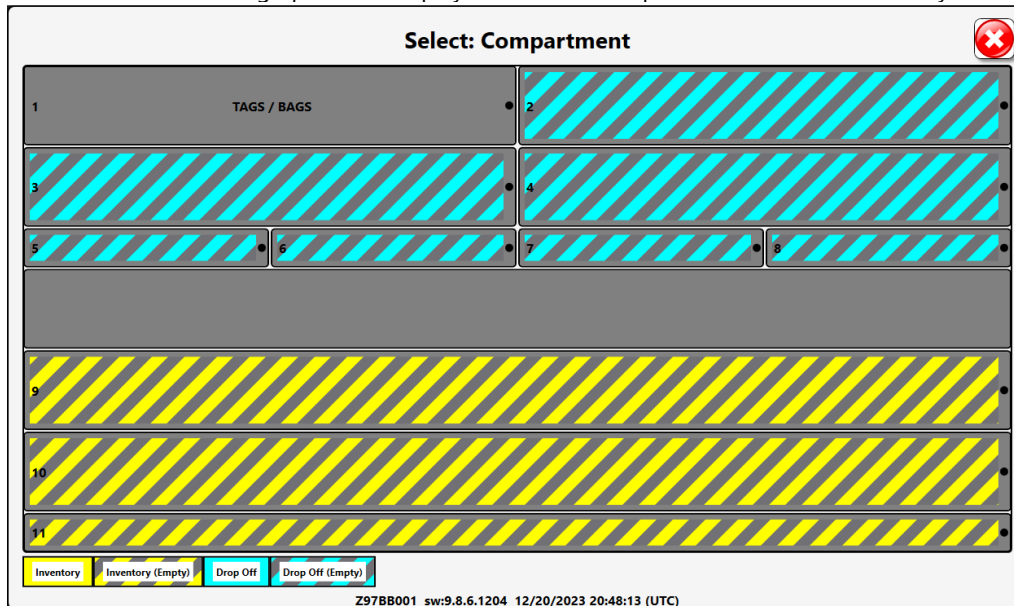 Select: Compartment
1 TAGS / BAGS 2
3 4
5 6 7 8
9
10
11
Inventory Inventory (Empty) Drop Off Drop Off (Empty)
Z97BB001 sw:9.8.6.1204 12/20/2023 20:48:13 (UTC)